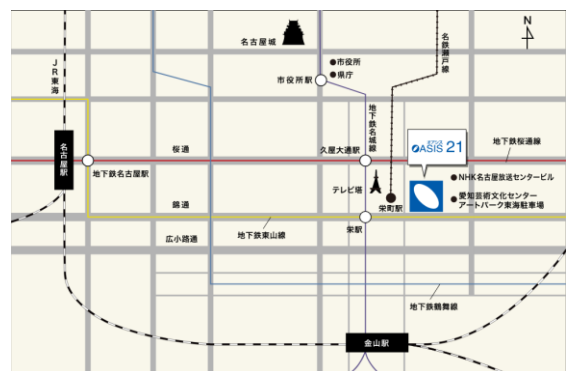 N
名古屋城
名鉄瀬戸線
JR東海
●市役所
●県庁
市役所駅
地下鉄名城線
OASIS 21
名古屋駅
桜通
久屋大通駅
地下鉄桜通線
地下鉄名古屋駅
●NHK名古屋放送センタービル
テレビ塔
栄町駅
●愛知芸術文化センター
アートパーク東海駐車場
錦通
栄駅
地下鉄東山線
広小路通
地下鉄鶴舞線
金山駅